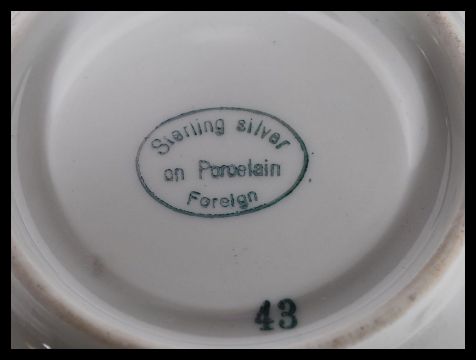 Sterling silver
on Porcelain
Foreign
43